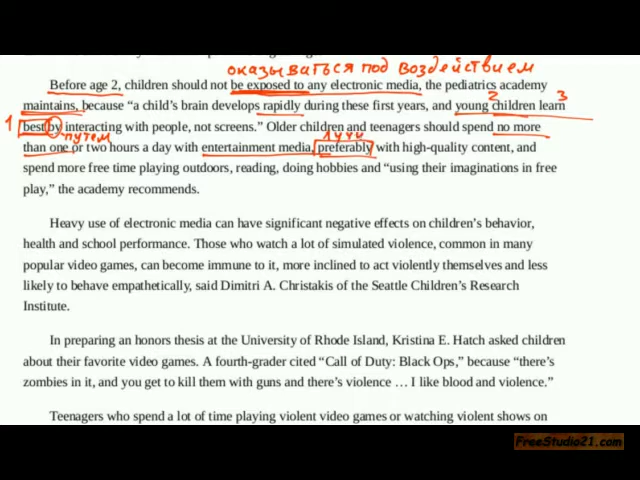 оказываться под воздействием
Before age 2, children should not be exposed to any electronic media, the pediatrics academy
2 3
maintains, because “a child’s brain develops rapidly during these first years, and young children learn
1
best by interacting with people, not screens.” Older children and teenagers should spend no more
путем
than one or two hours a day with entertainment media, preferably with high-quality content, and
spend more free time playing outdoors, reading, doing hobbies and “using their imaginations in free
play,” the academy recommends.
Heavy use of electronic media can have significant negative effects on children’s behavior,
health and school performance. Those who watch a lot of simulated violence, common in many
popular video games, can become immune to it, more inclined to act violently themselves and less
likely to behave empathetically, said Dimitri A. Christakis of the Seattle Children’s Research
Institute.
In preparing an honors thesis at the University of Rhode Island, Kristina E. Hatch asked children
about their favorite video games. A fourth-grader cited “Call of Duty: Black Ops,” because “there’s
zombies in it, and you get to kill them with guns and there’s violence … I like blood and violence.”
Teenagers who spend a lot of time playing violent video games or watching violent shows on
FreeStudio21.com